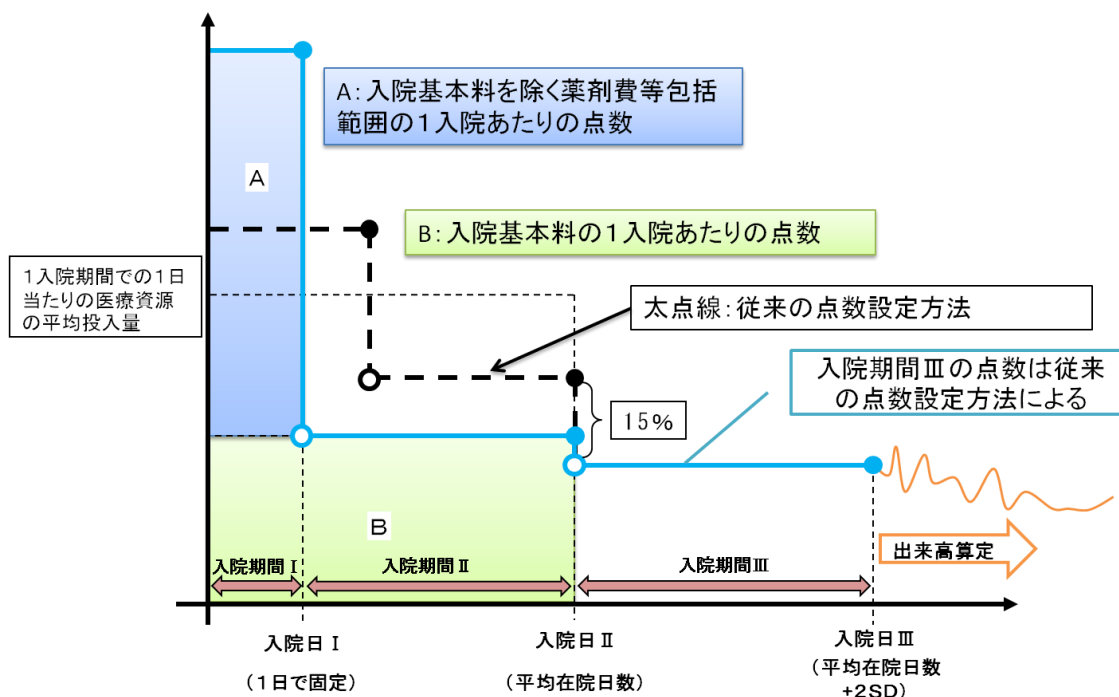 A:入院基本料を除く薬剤費等包括
範囲の1入院あたりの点数
A
B:入院基本料の1入院あたりの点数
1入院期間での1日
当たりの医療資源
の平均投入量
太点線:従来の点数設定方法
入院期間Ⅲの点数は従来
の点数設定方法による
15%
B
出来高算定
入院期間Ⅰ
入院期間Ⅱ
入院期間Ⅲ
入院日Ⅰ
(1日で固定)
入院日Ⅱ
(平均在院日数)
入院日Ⅲ
(平均在院日数
+2SD)